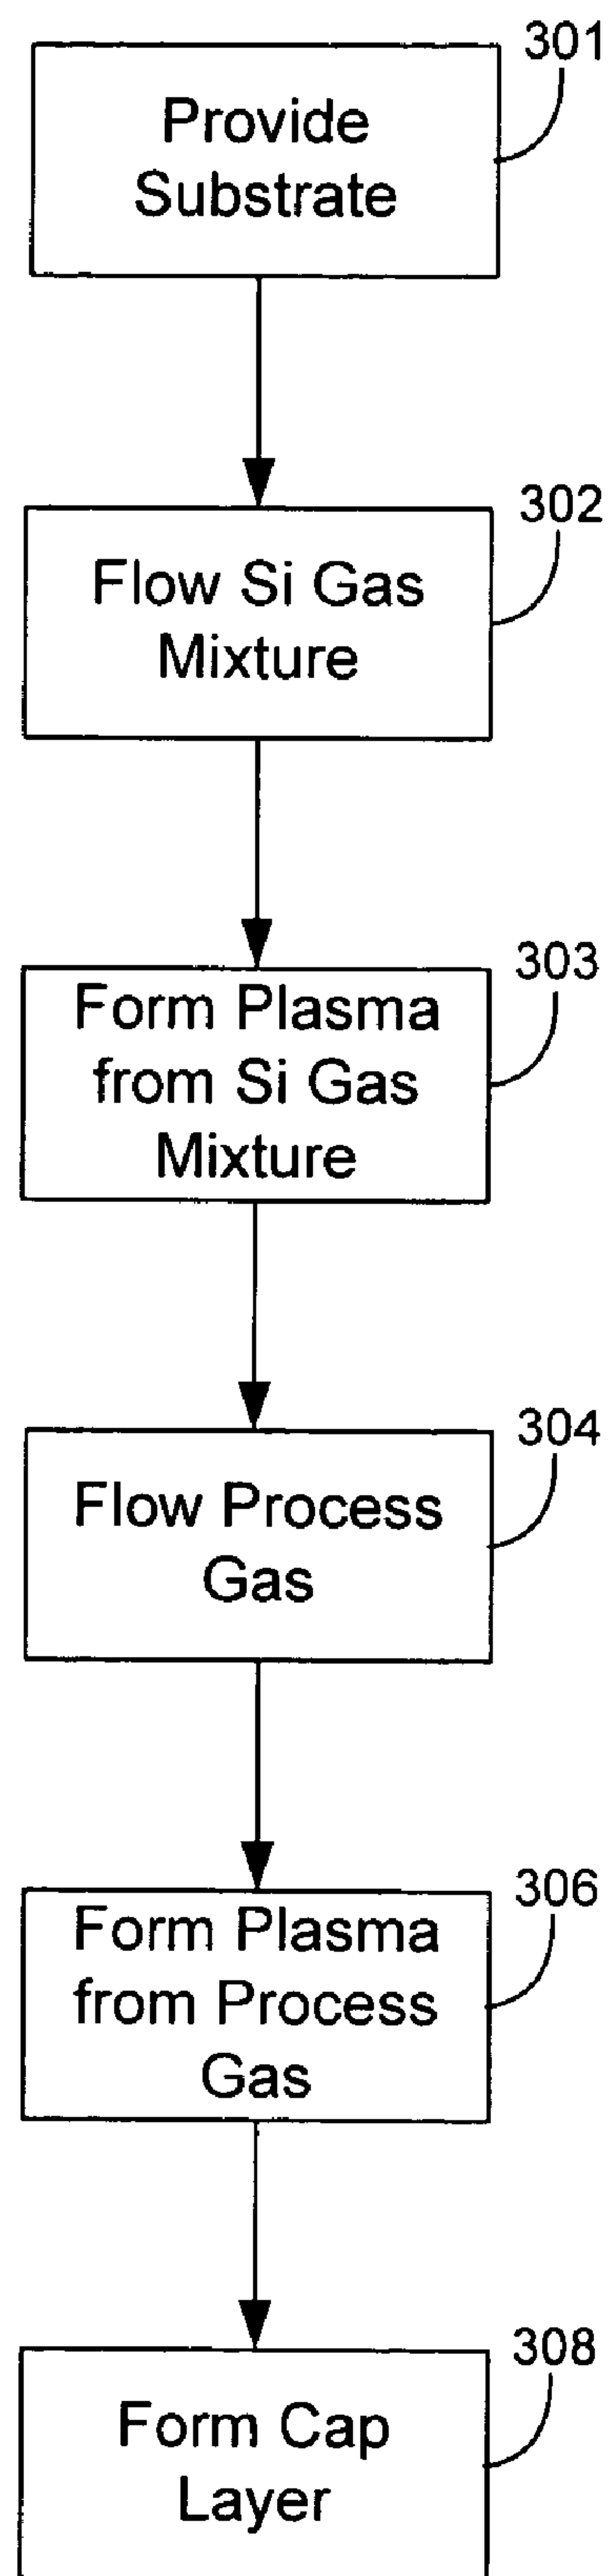 301
Provide
Substrate
302
Flow Si Gas
Mixture
303
Form Plasma
from Si Gas
Mixture
304
Flow Process
Gas
306
Form Plasma
from Process
Gas
308
Form Cap
Layer